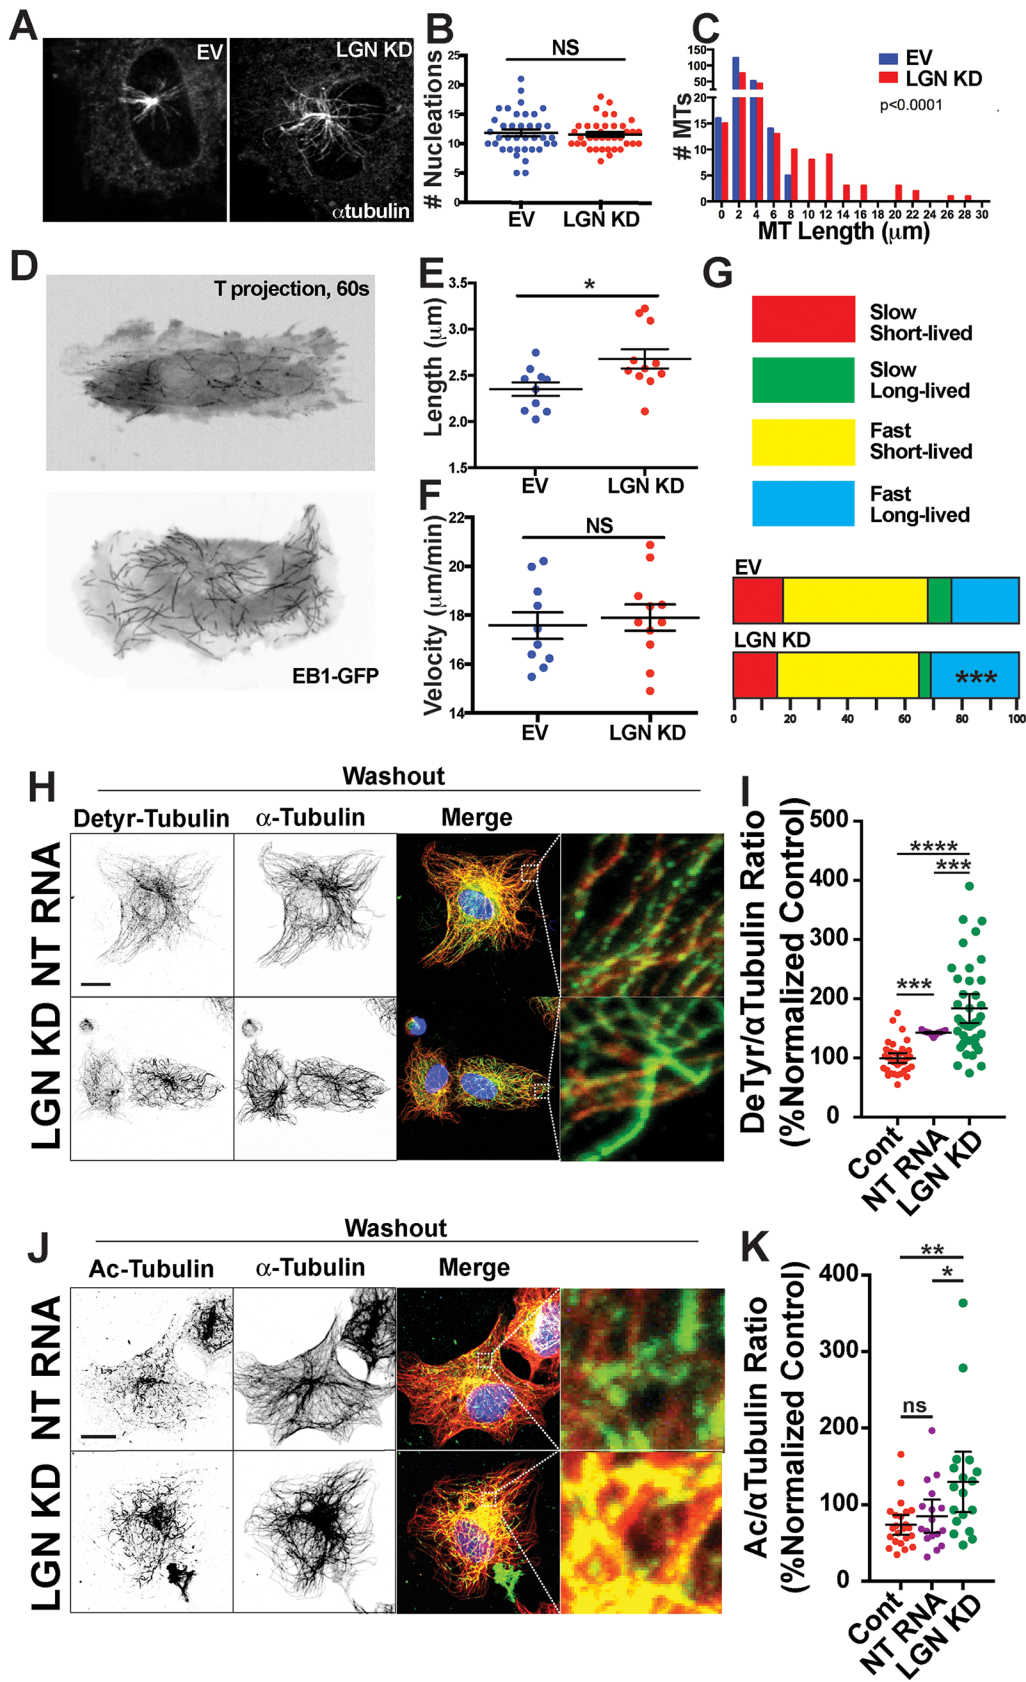 A
EV
LGN KD
αtubulin
B
# Nucleations
25
20
15
10
5
0
NS
EV
LGN KD
C
# MTs
150
100
50
20
15
10
5
0
EV
LGN KD
p<0.0001
0 2 4 6 8 10 12 14 16 18 20 22 24 26 28 30
MT Length (μm)
D
T projection, 60s
EB1-GFP
E
Length (μm)
3.5
3.0
2.5
2.0
1.5
*
EV
LGN KD
F
Velocity (μm/min)
22
20
18
16
14
NS
EV
LGN KD
G
Slow
Short-lived
Slow
Long-lived
Fast
Short-lived
Fast
Long-lived
EV
LGN KD
***
0 20 40 60 80 100
H
Washout
Detyr-Tubulin
α-Tubulin
Merge
NT RNA
LGN KD
I
DeTyr/αTubulin Ratio
(%Normalized Control)
500
400
300
200
100
0
****
***
***
Cont
NT RNA
LGN KD
J
Washout
Ac-Tubulin
α-Tubulin
Merge
NT RNA
LGN KD
K
Ac/αTubulin Ratio
(%Normalized Control)
400
300
200
100
0
**
*
ns
Cont
NT RNA
LGN KD